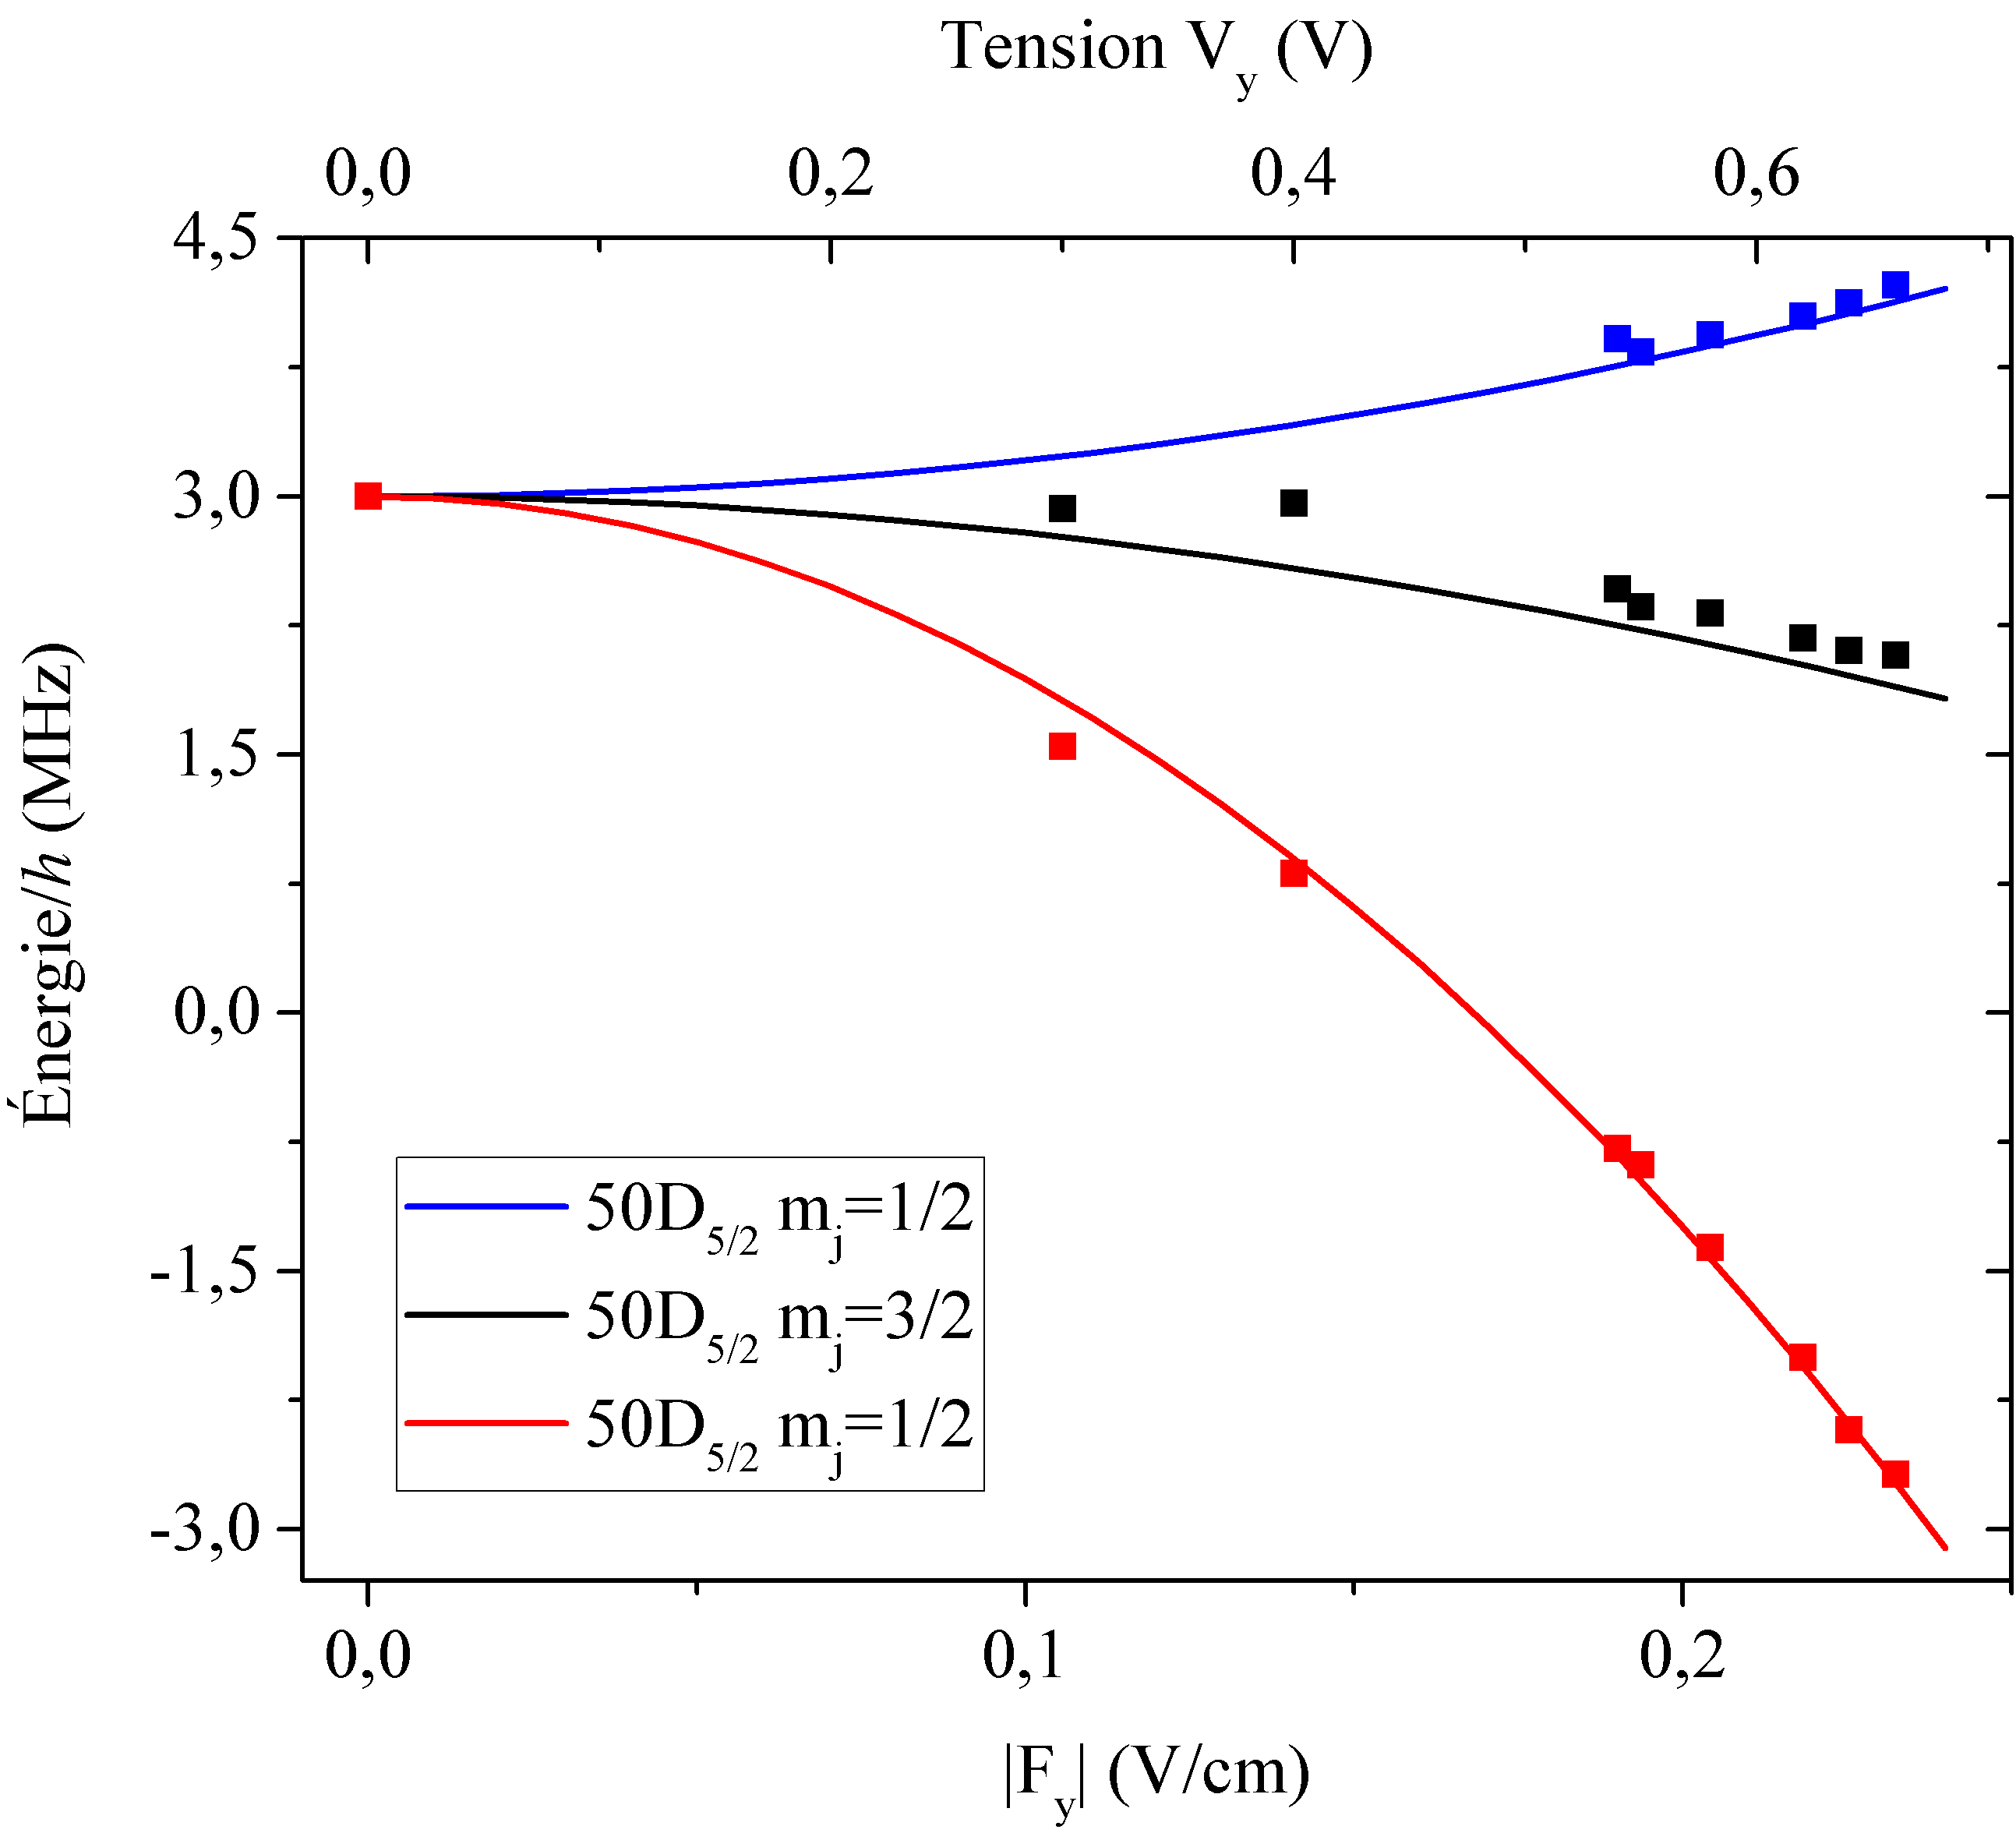 Tension V_y (V)
0,0 0,2 0,4 0,6
4,5
3,0
1,5
0,0
-1,5
-3,0
Énergie/h (MHz)
50D_5/2 m_j=1/2
50D_5/2 m_j=3/2
50D_5/2 m_j=1/2
0,0 0,1 0,2
|F_y| (V/cm)